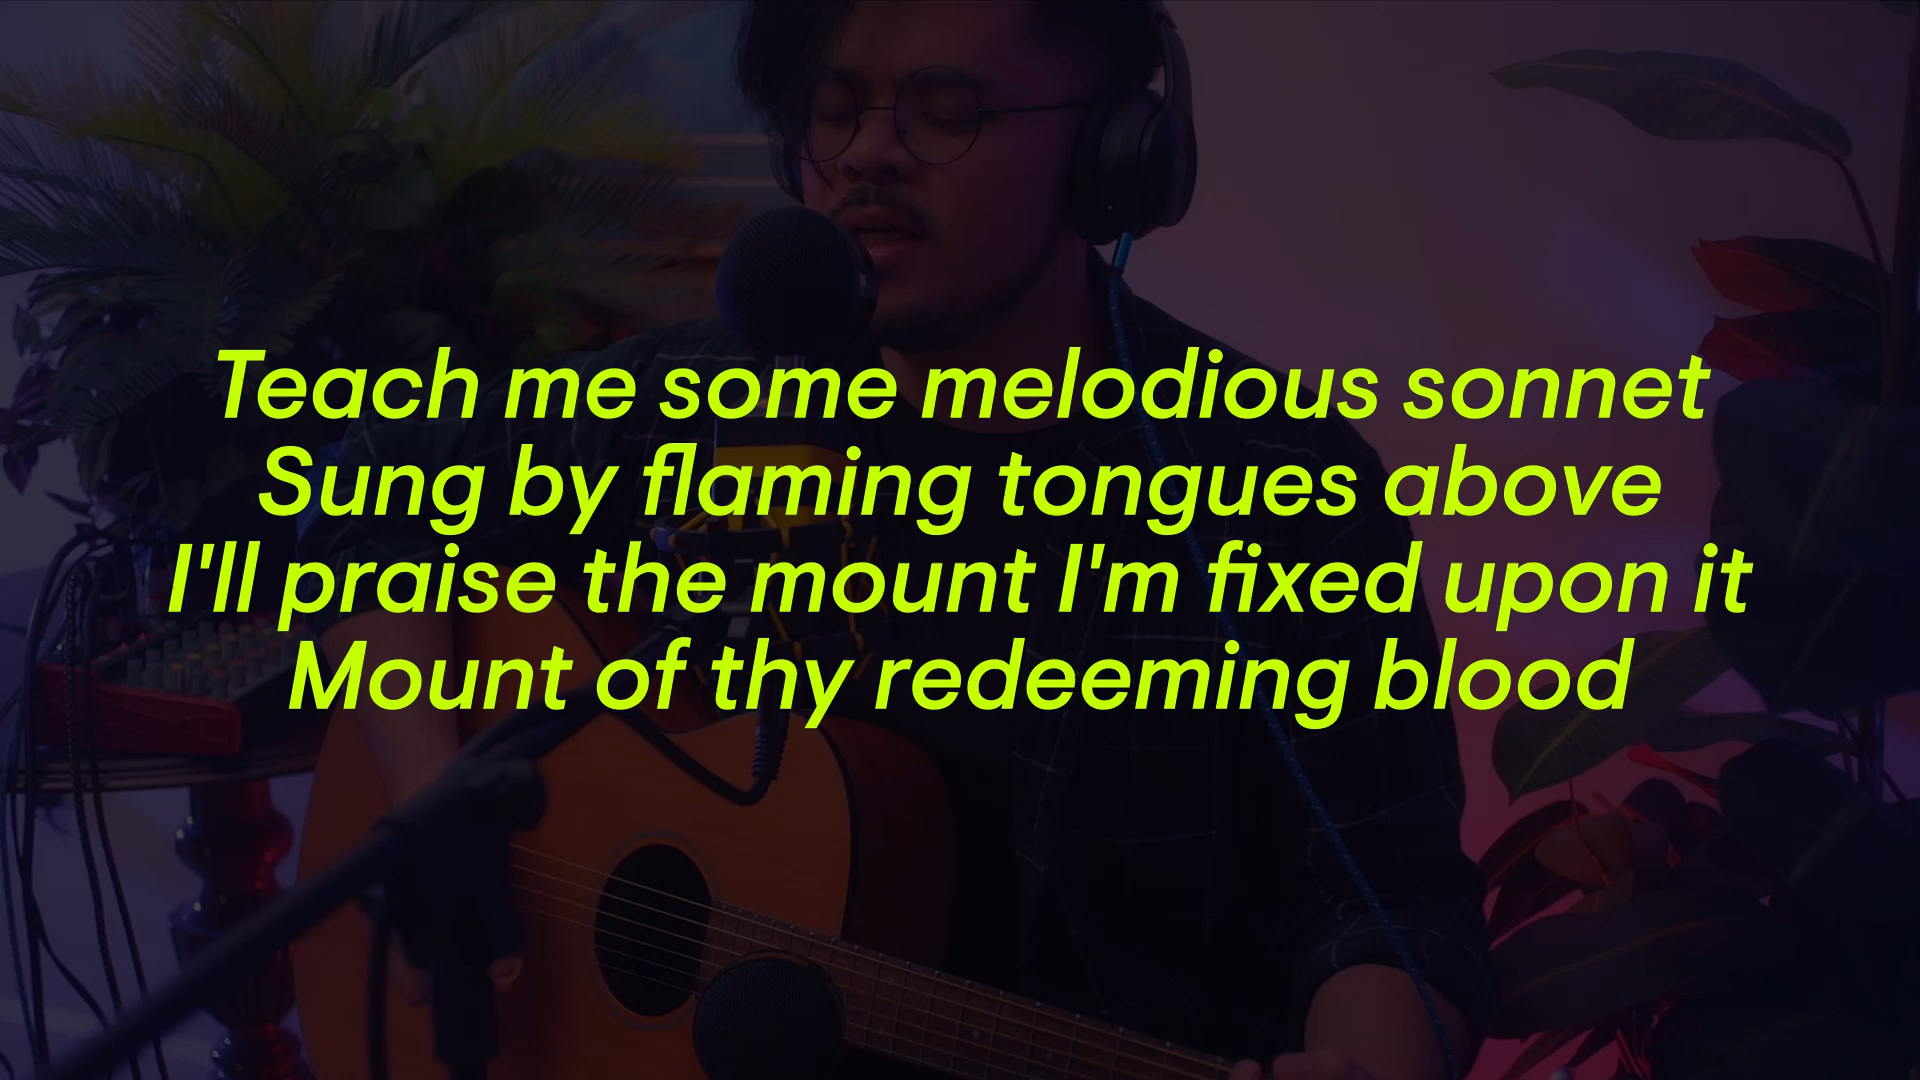 Teach me some melodious sonnet
Sung by flaming tongues above
I'll praise the mount I'm fixed upon it
Mount of thy redeeming blood